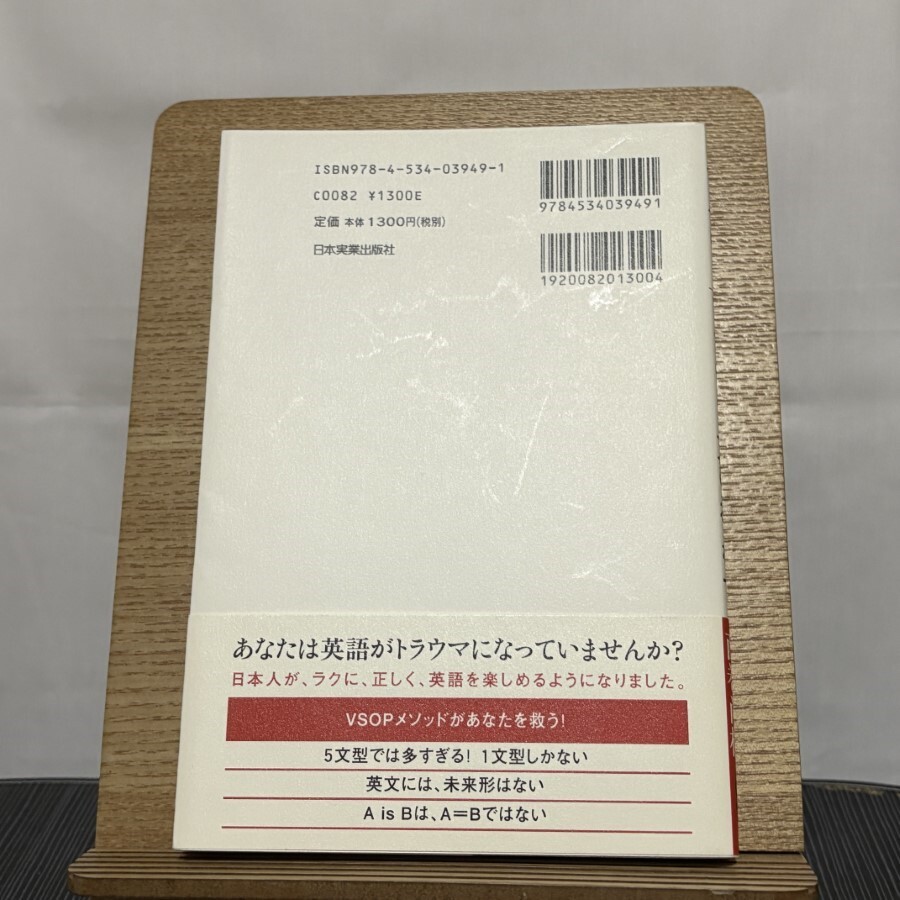 ISBN978-4-534-03949-1
C0082 ¥1300E
定価 本体1300円(税別)
日本実業出版社
9784534039491
1920082013004
あなたは英語がトラウマになっていませんか?
日本人が、ラクに、正しく、英語を楽しめるようになりました。
VSOPメソッドがあなたを救う!
5文型では多すぎる! 1文型しかない
英文には、未来形はない
A is Bは、A=Bではない